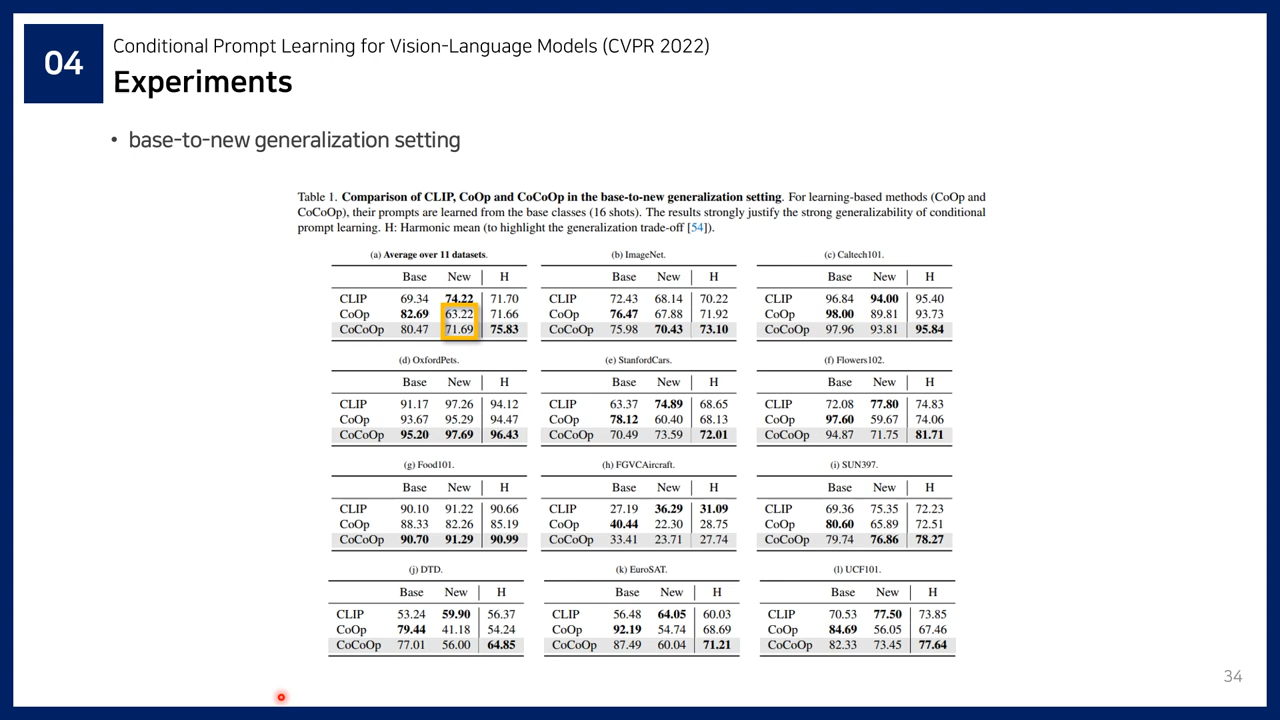 04
Conditional Prompt Learning for Vision-Language Models (CVPR 2022)
Experiments
• base-to-new generalization setting
Table 1. Comparison of CLIP, CoOp and CoCoOp in the base-to-new generalization setting. For learning-based methods (CoOp and
CoCoOp), their prompts are learned from the base classes (16 shots). The results strongly justify the strong generalizability of conditional
prompt learning. H: Harmonic mean (to highlight the generalization trade-off [54]).
(a) Average over 11 datasets.
Base New H
CLIP 69.34 74.22 71.70
CoOp 82.69 63.22 71.66
CoCoOp 80.47 71.69 75.83
(b) ImageNet.
Base New H
CLIP 72.43 68.14 70.22
CoOp 76.47 67.88 71.92
CoCoOp 75.98 70.43 73.10
(c) Caltech101.
Base New H
CLIP 96.84 94.00 95.40
CoOp 98.00 89.81 93.73
CoCoOp 97.96 93.81 95.84
(d) OxfordPets.
Base New H
CLIP 91.17 97.26 94.12
CoOp 93.67 95.29 94.47
CoCoOp 95.20 97.69 96.43
(e) StanfordCars.
Base New H
CLIP 63.37 74.89 68.65
CoOp 78.12 60.40 68.13
CoCoOp 70.49 73.59 72.01
(f) Flowers102.
Base New H
CLIP 72.08 77.80 74.83
CoOp 97.60 59.67 74.06
CoCoOp 94.87 71.75 81.71
(g) Food101.
Base New H
CLIP 90.10 91.22 90.66
CoOp 88.33 82.26 85.19
CoCoOp 90.70 91.29 90.99
(h) FGVCAircraft.
Base New H
CLIP 27.19 36.29 31.09
CoOp 40.44 22.30 28.75
CoCoOp 33.41 23.71 27.74
(i) SUN397.
Base New H
CLIP 69.36 75.35 72.23
CoOp 80.60 65.89 72.51
CoCoOp 79.74 76.86 78.27
(j) DTD.
Base New H
CLIP 53.24 59.90 56.37
CoOp 79.44 41.18 54.24
CoCoOp 77.01 56.00 64.85
(k) EuroSAT.
Base New H
CLIP 56.48 64.05 60.03
CoOp 92.19 54.74 68.69
CoCoOp 87.49 60.04 71.21
(l) UCF101.
Base New H
CLIP 70.53 77.50 73.85
CoOp 84.69 56.05 67.46
CoCoOp 82.33 73.45 77.64
34